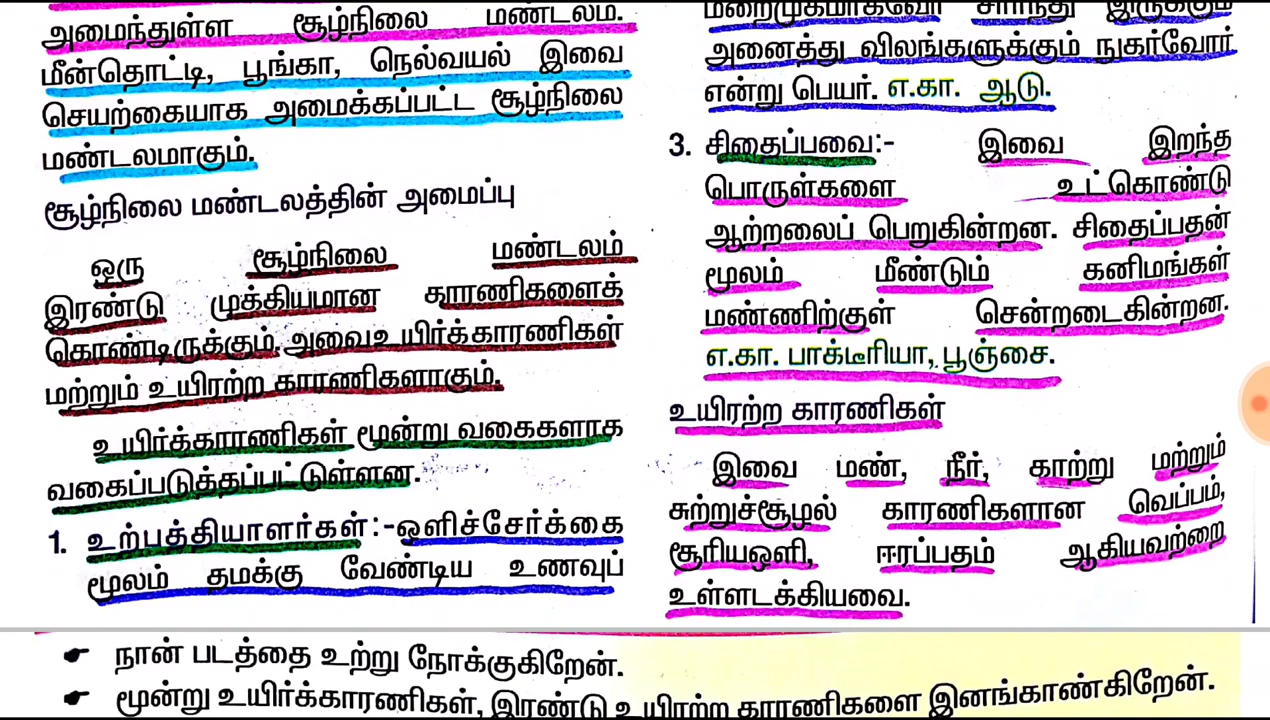 அமைந்துள்ள சூழ்நிலை மண்டலம்.
மீன்தொட்டி, பூங்கா, நெல்வயல் இவை
செயற்கையாக அமைக்கப்பட்ட சூழ்நிலை
மண்டலமாகும்.
சூழ்நிலை மண்டலத்தின் அமைப்பு
ஒரு சூழ்நிலை மண்டலம்
இரண்டு முக்கியமான காரணிகளைக்
கொண்டிருக்கும். அவை உயிர்க்காரணிகள்
மற்றும் உயிரற்ற காரணிகளாகும்.
உயிர்க்காரணிகள் மூன்று வகைகளாக
வகைப்படுத்தப்பட்டுள்ளன.
1. உற்பத்தியாளர்கள்:-ஒளிச்சேர்க்கை
மூலம் தமக்கு வேண்டிய உணவுப்
மறைமுகமாகவோ சார்ந்து இருக்கும்
அனைத்து விலங்களுக்கும் நுகர்வோர்
என்று பெயர். எ.கா. ஆடு.
3. சிதைப்பவை:- இவை இறந்த
பொருள்களை உட்கொண்டு
ஆற்றலைப் பெறுகின்றன. சிதைப்பதன்
மூலம் மீண்டும் கனிமங்கள்
மண்ணிற்குள் சென்றடைகின்றன.
எ.கா. பாக்டீரியா, பூஞ்சை.
உயிரற்ற காரணிகள்
இவை மண், நீர், காற்று மற்றும்
சுற்றுச்சூழல் காரணிகளான வெப்பம்,
சூரியஒளி, ஈரப்பதம் ஆகியவற்றை
உள்ளடக்கியவை.
நான் படத்தை உற்று நோக்குகிறேன்.
மூன்று உயிர்க்காரணிகள், இரண்டு உயிரற்ற காரணிகளை இனங்காண்கிறேன்.